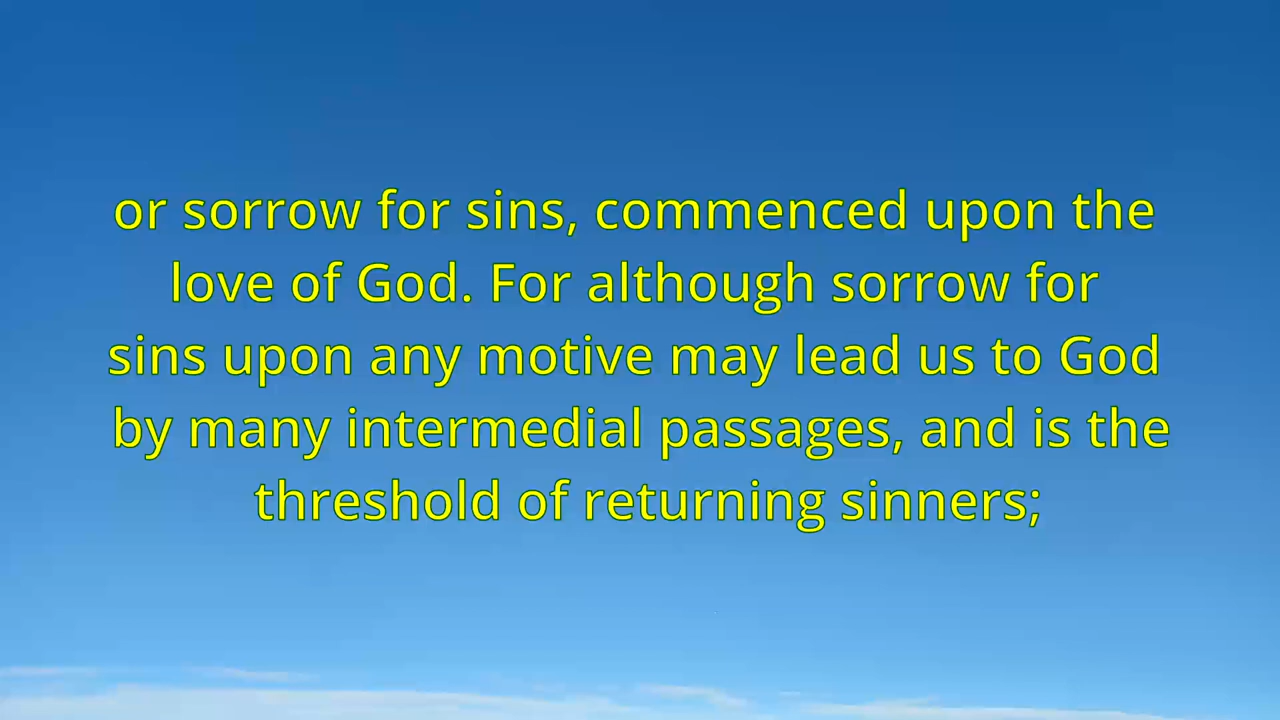 or sorrow for sins, commenced upon the
love of God. For although sorrow for
sins upon any motive may lead us to God
by many intermedial passages, and is the
threshold of returning sinners;